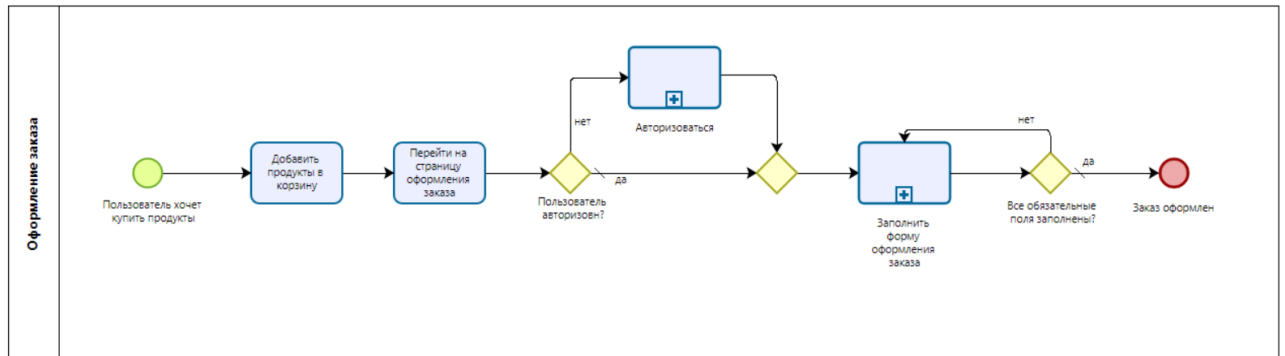 Оформление заказа
Пользователь хочет
купить продукты
Добавить
продукты в
корзину
Перейти на
страницу
оформления
заказа
Пользователь
авторизовн?
нет
да
Авторизоваться
Заполнить
форму
оформления
заказа
нет
Все обязательные
поля заполнены?
да
Заказ оформлен